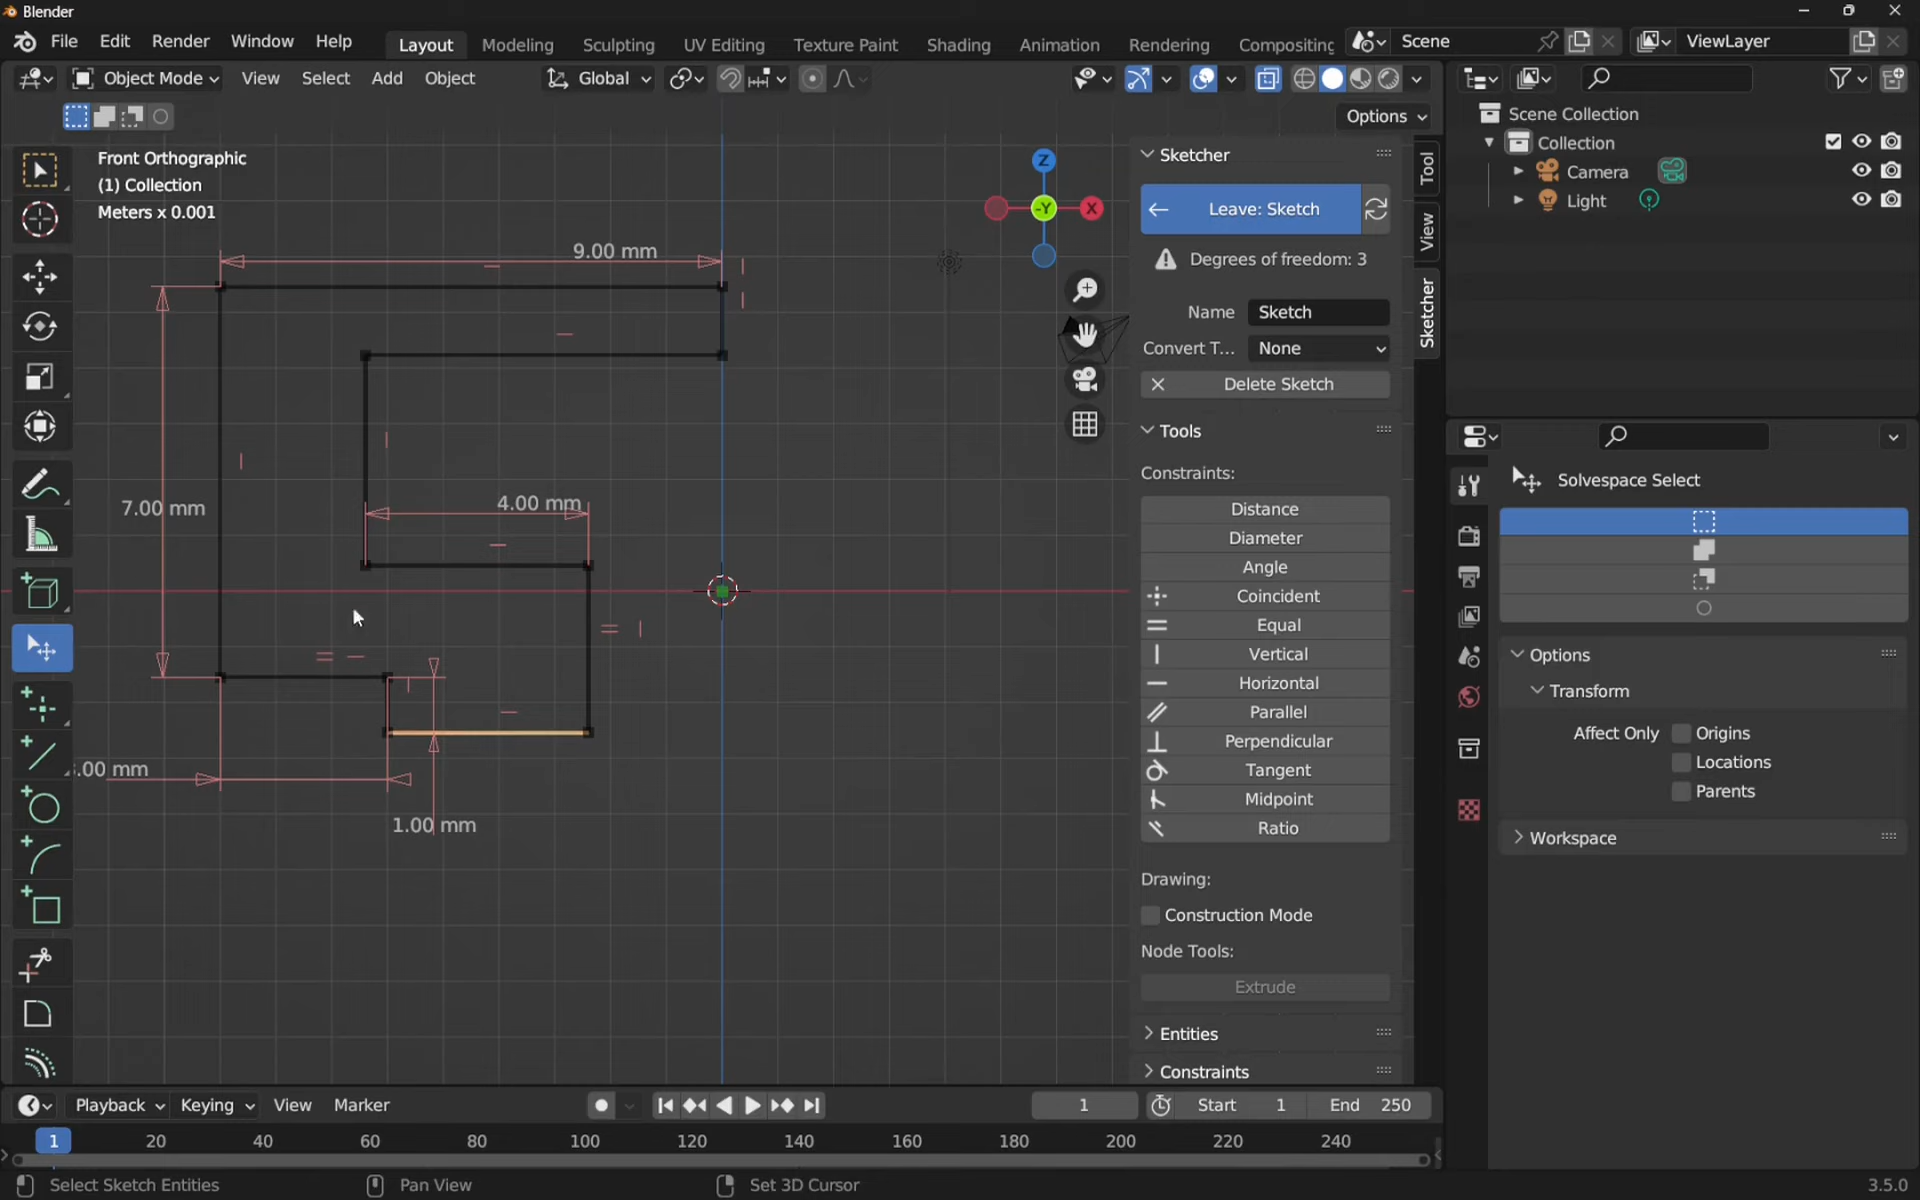 Blender
File Edit Render Window Help Layout Modeling Sculpting UV Editing Texture Paint Shading Animation Rendering Compositing Scene ViewLayer
Object Mode View Select Add Object Global
Options
Front Orthographic
(1) Collection
Meters x 0.001
9.00 mm
7.00 mm
4.00 mm
.00 mm
1.00 mm
Z
-Y
X
Sketcher
Leave: Sketch
Degrees of freedom: 3
Name Sketch
Convert T... None
Delete Sketch
Tools
Constraints:
Distance
Diameter
Angle
Coincident
Equal
Vertical
Horizontal
Parallel
Perpendicular
Tangent
Midpoint
Ratio
Drawing:
Construction Mode
Node Tools:
Extrude
Entities
Constraints
Tool
View
Sketcher
Scene Collection
Collection
Camera
Light
Solvespace Select
Options
Transform
Affect Only Origins
Locations
Parents
Workspace
Playback Keying View Marker 1 Start 1 End 250
1 20 40 60 80 100 120 140 160 180 200 220 240
Select Sketch Entities Pan View Set 3D Cursor 3.5.0